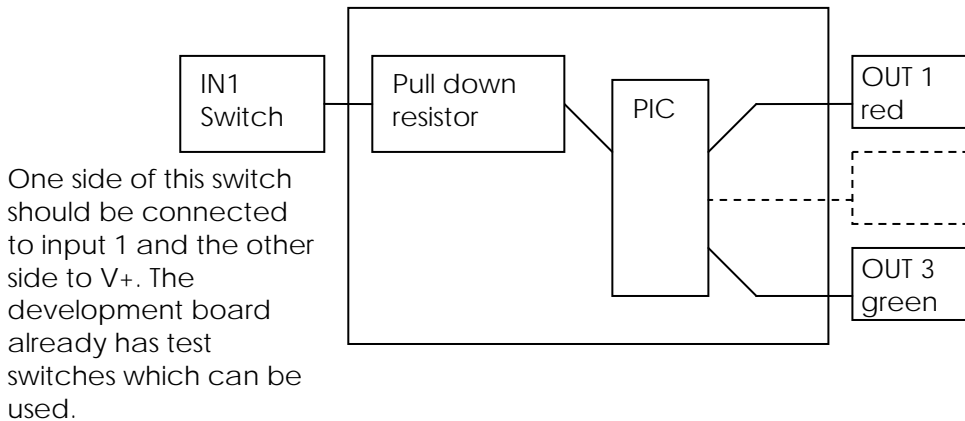 IN1
Switch
Pull down
resistor
PIC
OUT 1
red
OUT 3
green
One side of this switch
should be connected
to input 1 and the other
side to V+. The
development board
already has test
switches which can be
used.